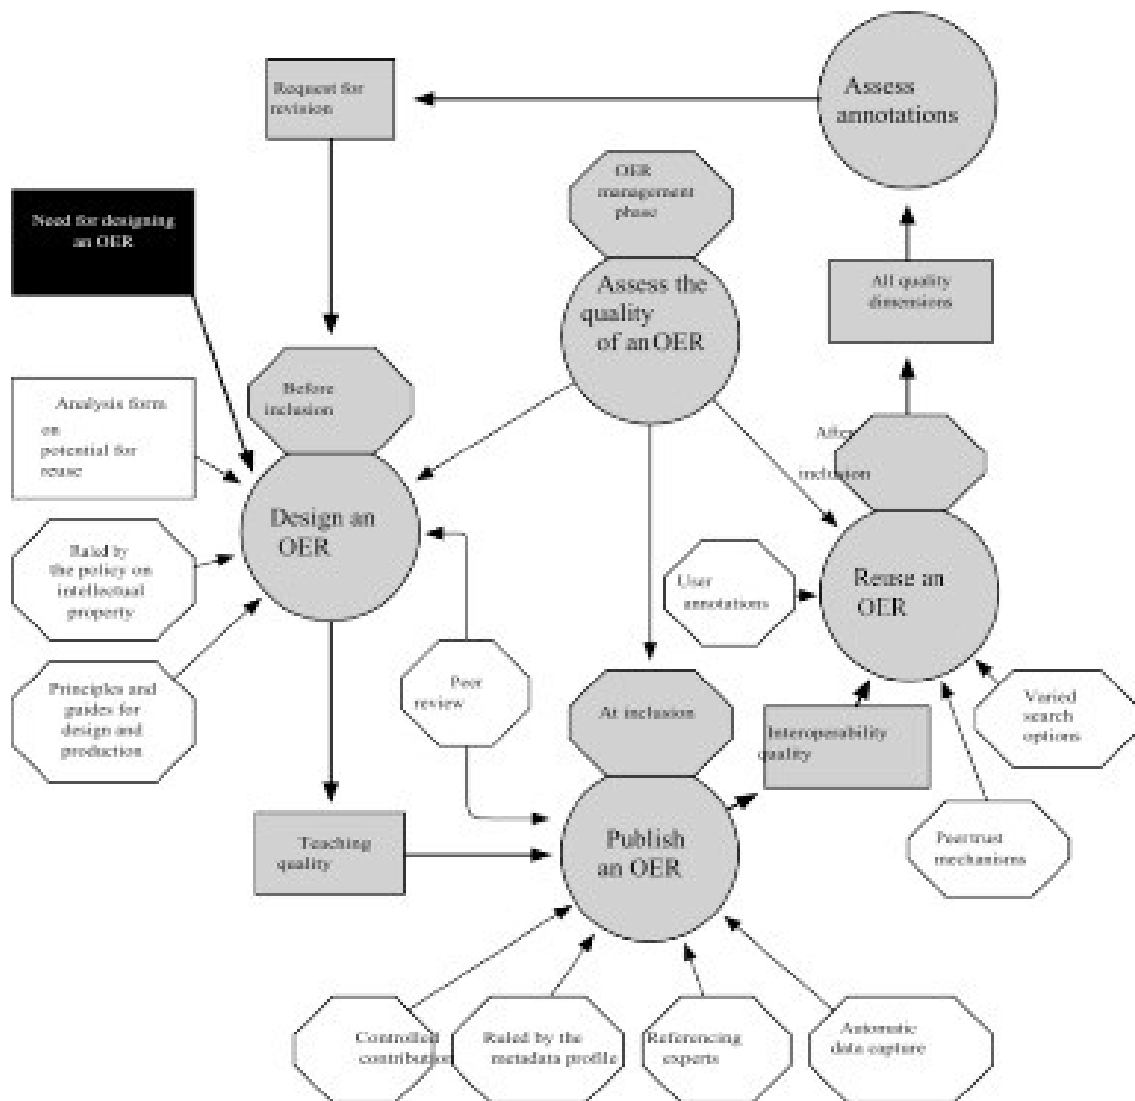 Assess
annotations
Request for
revision
OER
management
phase
Need for designing
an OER
Assess the
quality
of an OER
All quality
dimensions
Before
inclusion
Analysis form
on
potential for
reuse
After
inclusion
Design an
OER
Ruled by
the policy on
intellectual
property
User
annotations
Reuse an
OER
Peer
review
Principles and
guides for
design and
production
At inclusion
Interoperability
quality
Varied
search
options
Teaching
quality
Publish
an OER
Peertrust
mechanisms
Controlled
contribution
Ruled by the
metadata profile
Referencing
experts
Automatic
data capture